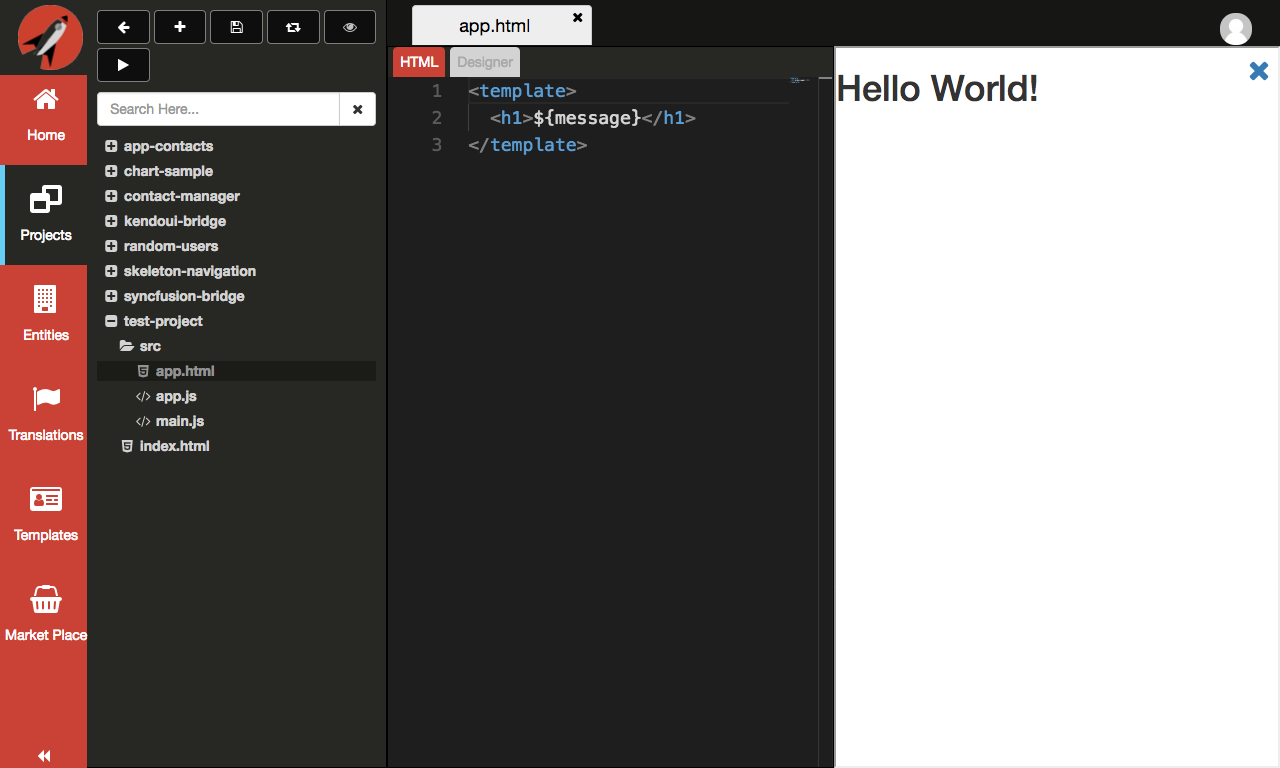 Home
Projects
Entities
Translations
Templates
Market Place
Search Here...
app-contacts
chart-sample
contact-manager
kendoui-bridge
random-users
skeleton-navigation
syncfusion-bridge
test-project
src
app.html
app.js
main.js
index.html
app.html
HTML Designer
1 <template>
2 <h1>${message}</h1>
3 </template>
Hello World!